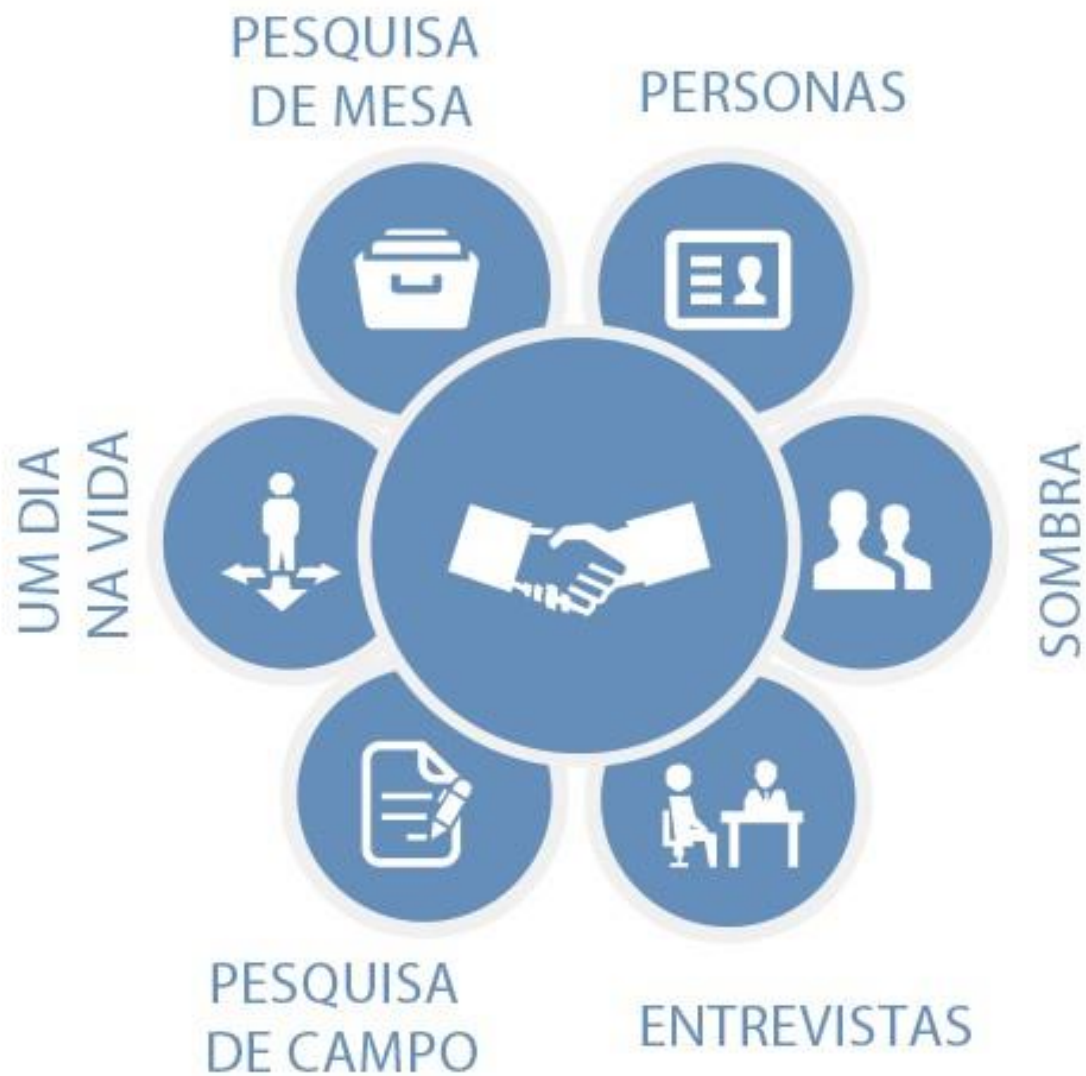 PESQUISA
DE MESA
PERSONAS
UM DIA
NA VIDA
SOMBRA
PESQUISA
DE CAMPO
ENTREVISTAS